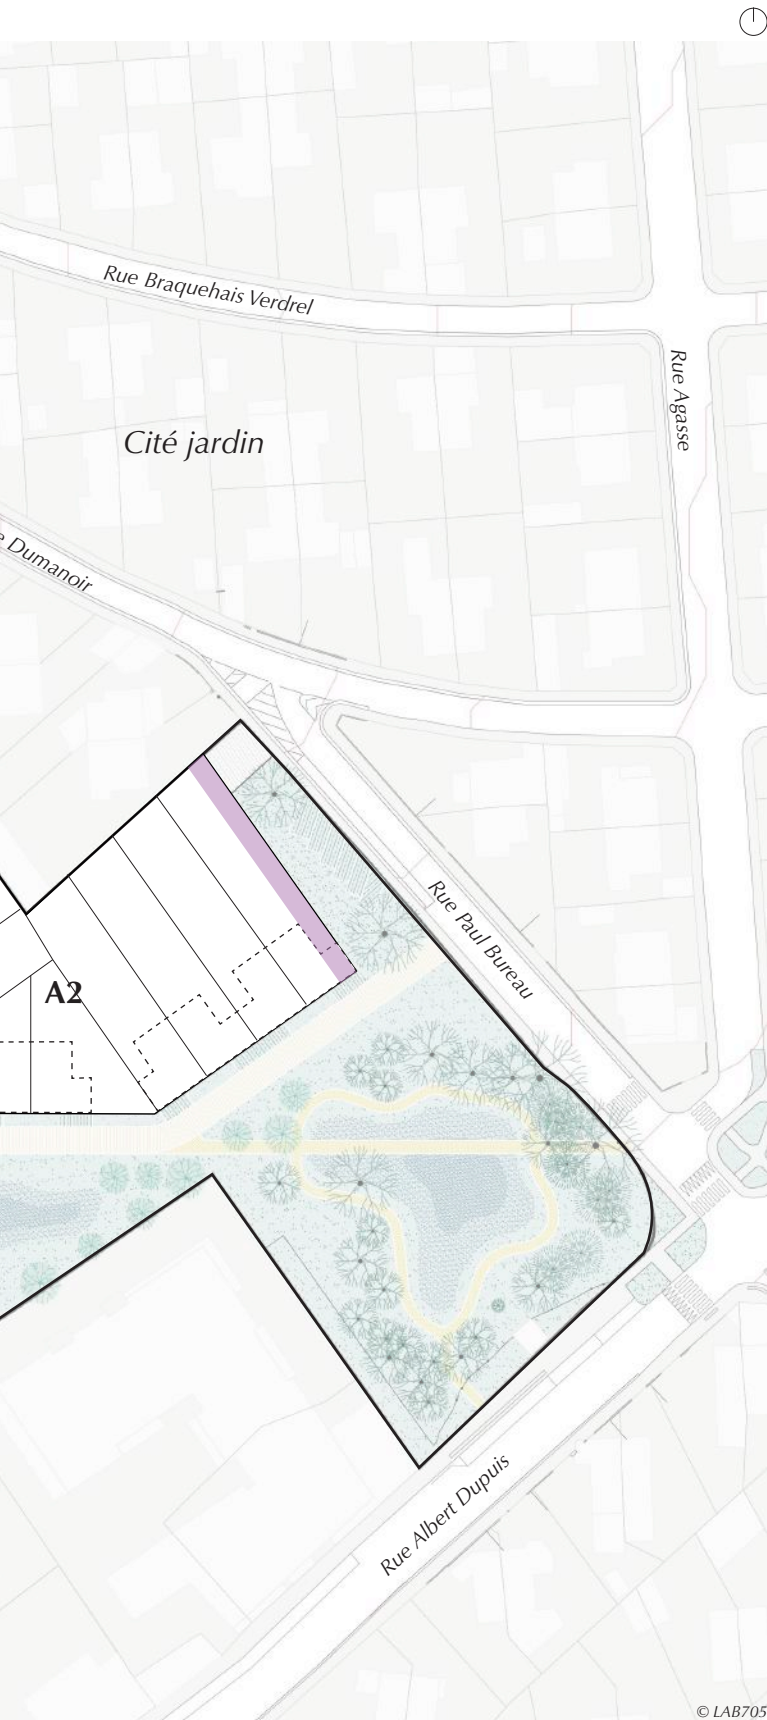 Rue Braquehais Verdrel
Rue Agasse
Cité jardin
Dumanoir
Rue Paul Bureau
A2
Rue Albert Dupuis
© LAB705